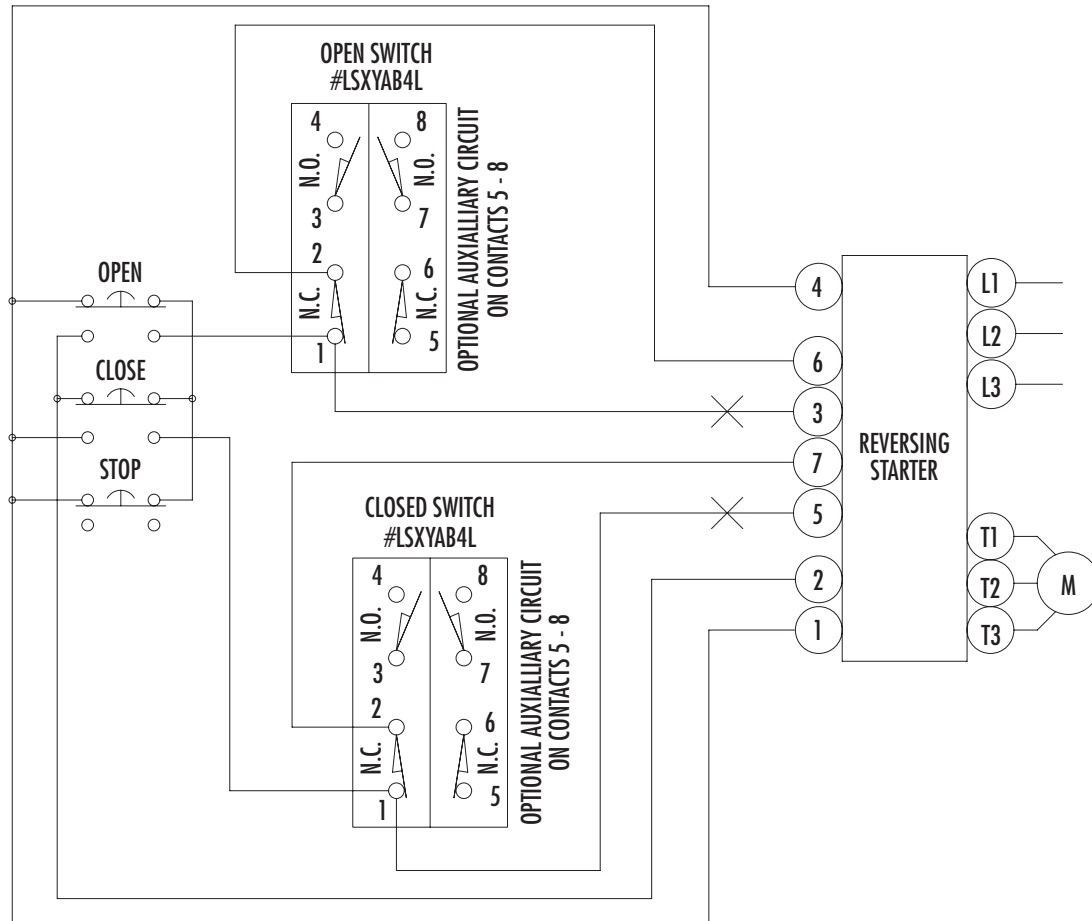 OPEN SWITCH
#LSXYAB4L
4
8
N.O.
N.O.
3
7
2
6
N.C.
N.C.
1
5
OPTIONAL AUXIALLIARY CIRCUIT
ON CONTACTS 5 - 8
OPEN
CLOSE
STOP
CLOSED SWITCH
#LSXYAB4L
4
8
N.O.
N.O.
3
7
2
6
N.C.
N.C.
1
5
OPTIONAL AUXIALLIARY CIRCUIT
ON CONTACTS 5 - 8
4
6
3
7
5
2
1
REVERSING
STARTER
L1
L2
L3
T1
T2
T3
M